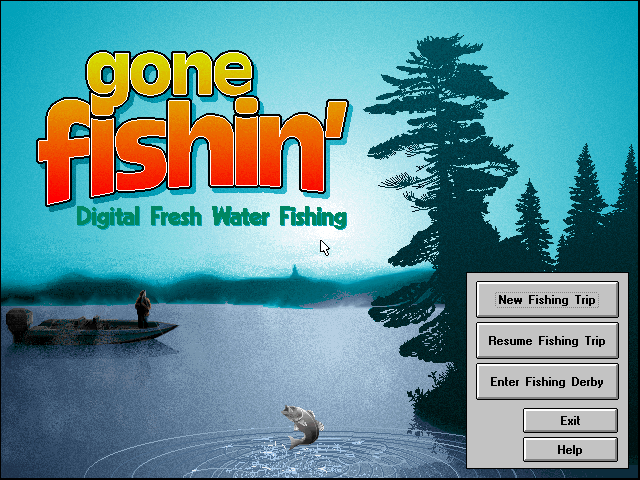 gone
fishin'
Digital Fresh Water Fishing
New Fishing Trip
Resume Fishing Trip
Enter Fishing Derby
Exit
Help